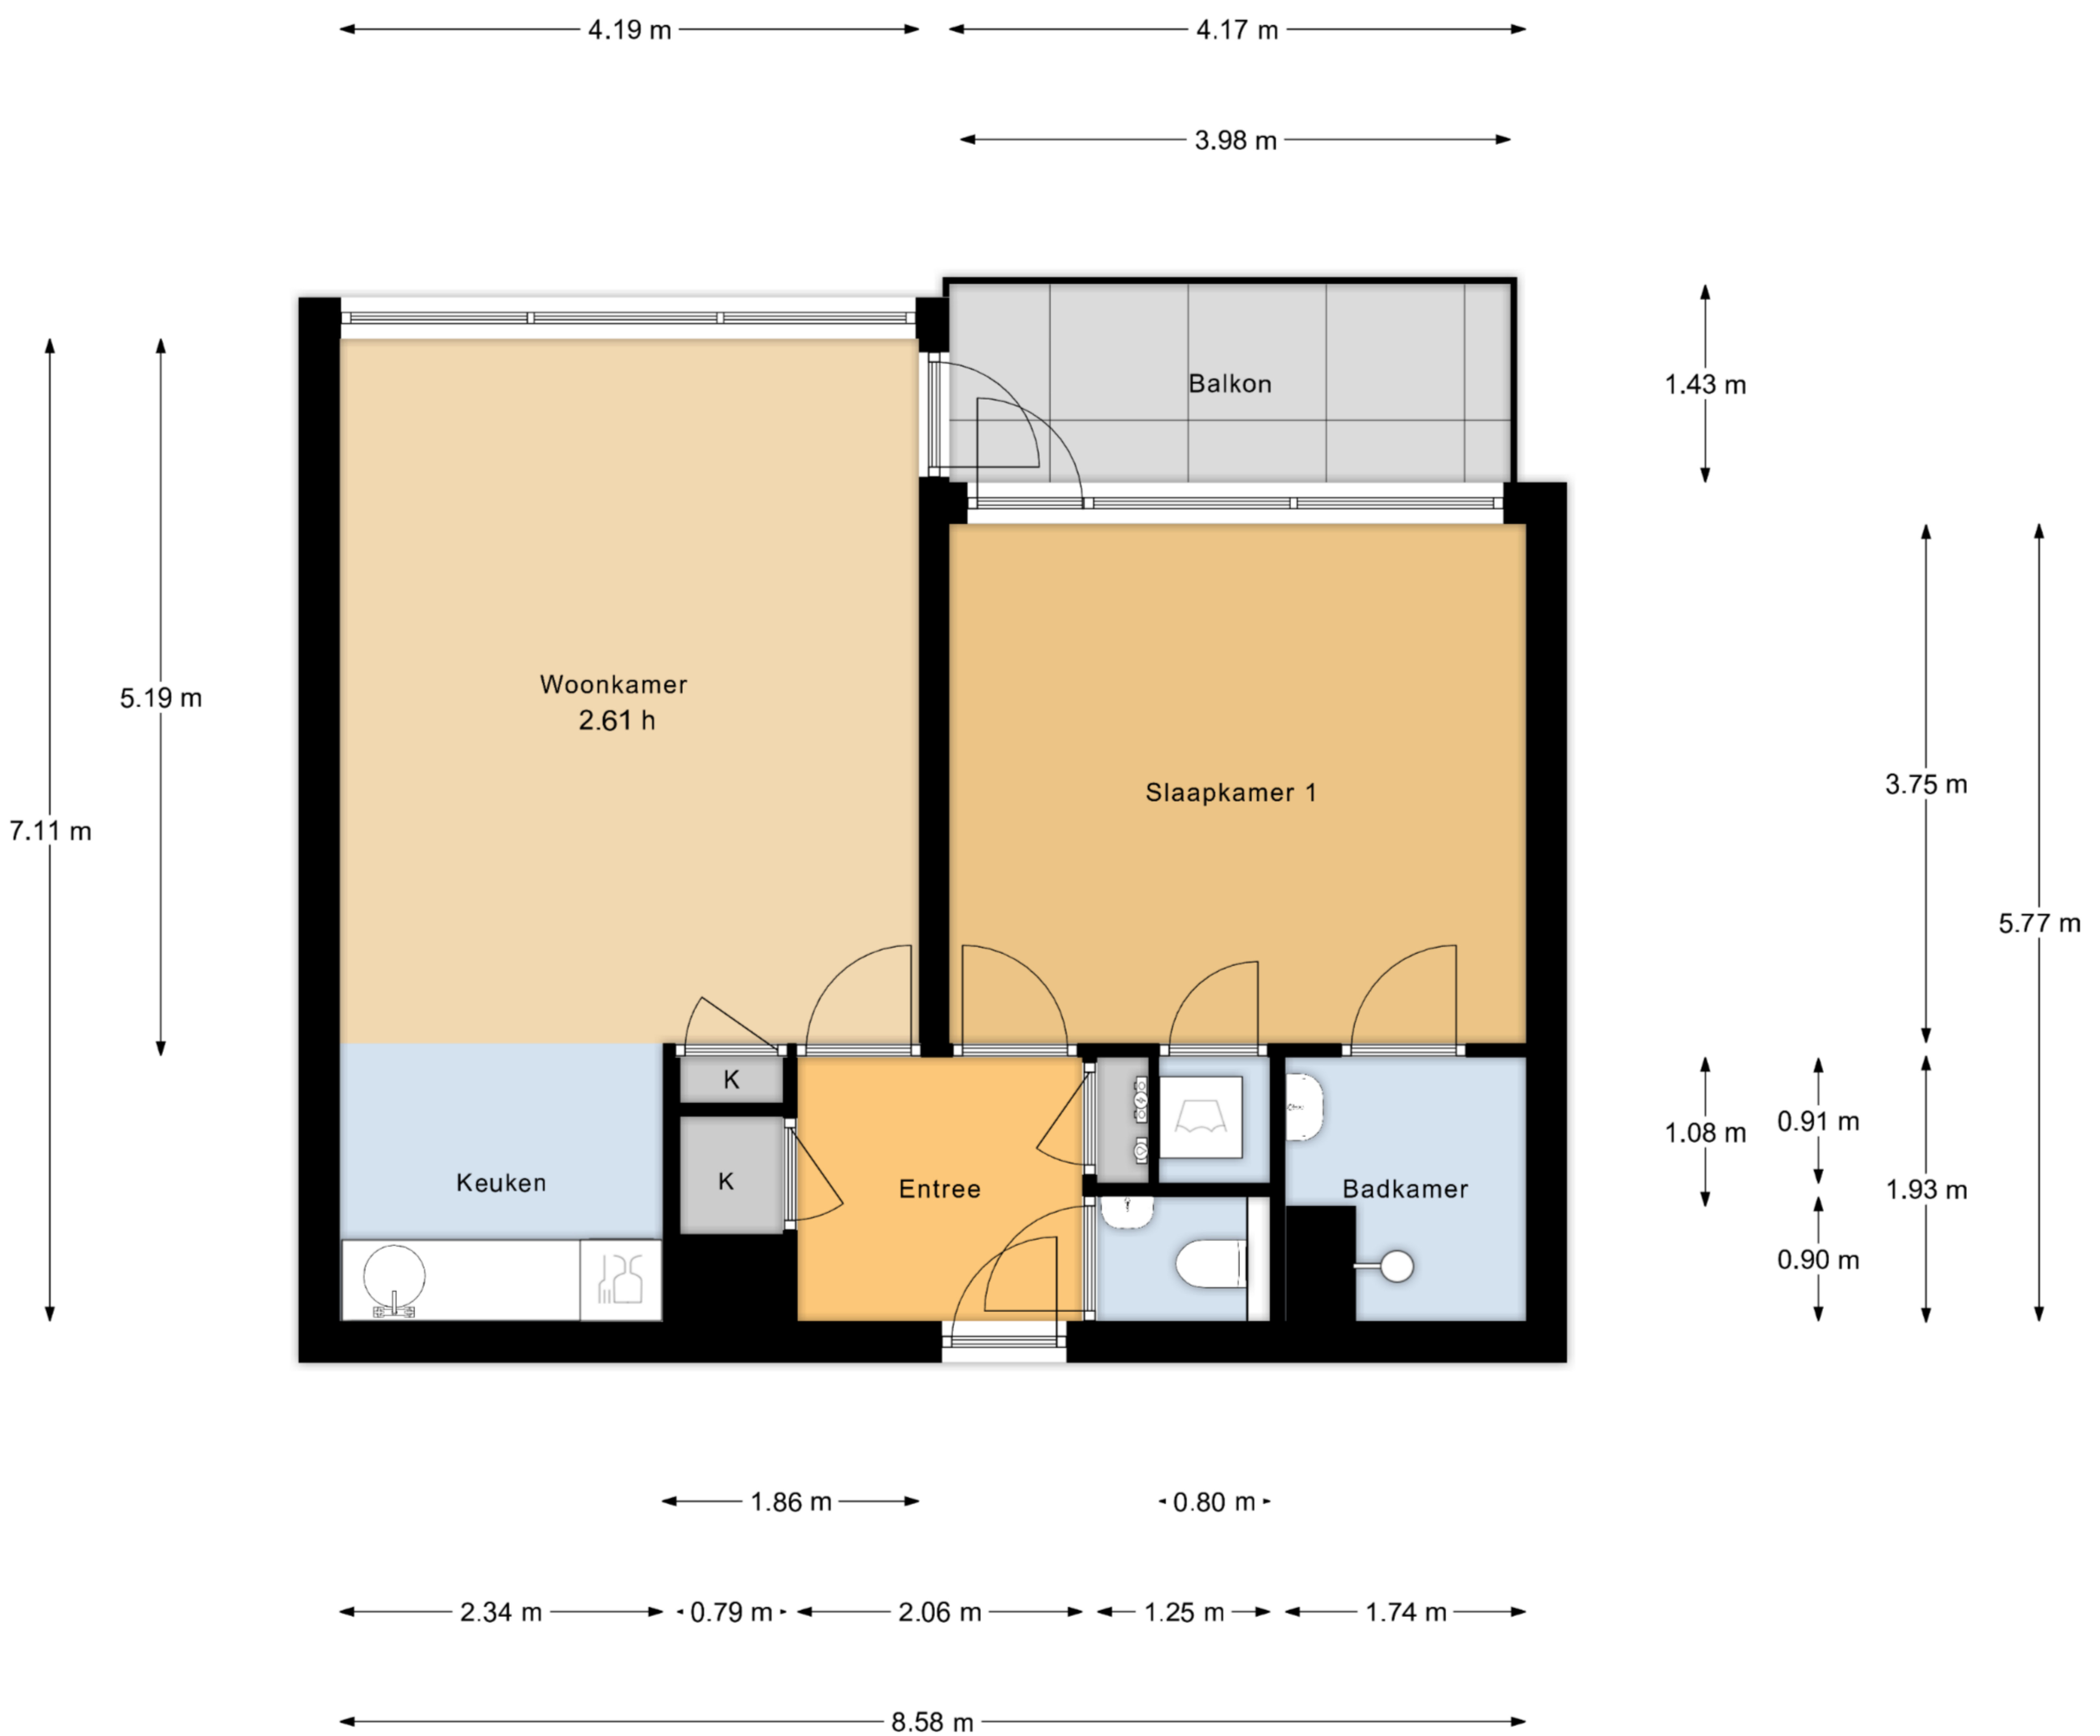 4.19 m
4.17 m
3.98 m
Balkon
1.43 m
Woonkamer
2.61 h
5.19 m
Slaapkamer 1
3.75 m
7.11 m
5.77 m
K
K
Keuken
Entree
Badkamer
1.08 m
0.91 m
1.93 m
0.90 m
1.86 m
0.80 m
2.34 m
0.79 m
2.06 m
1.25 m
1.74 m
8.58 m